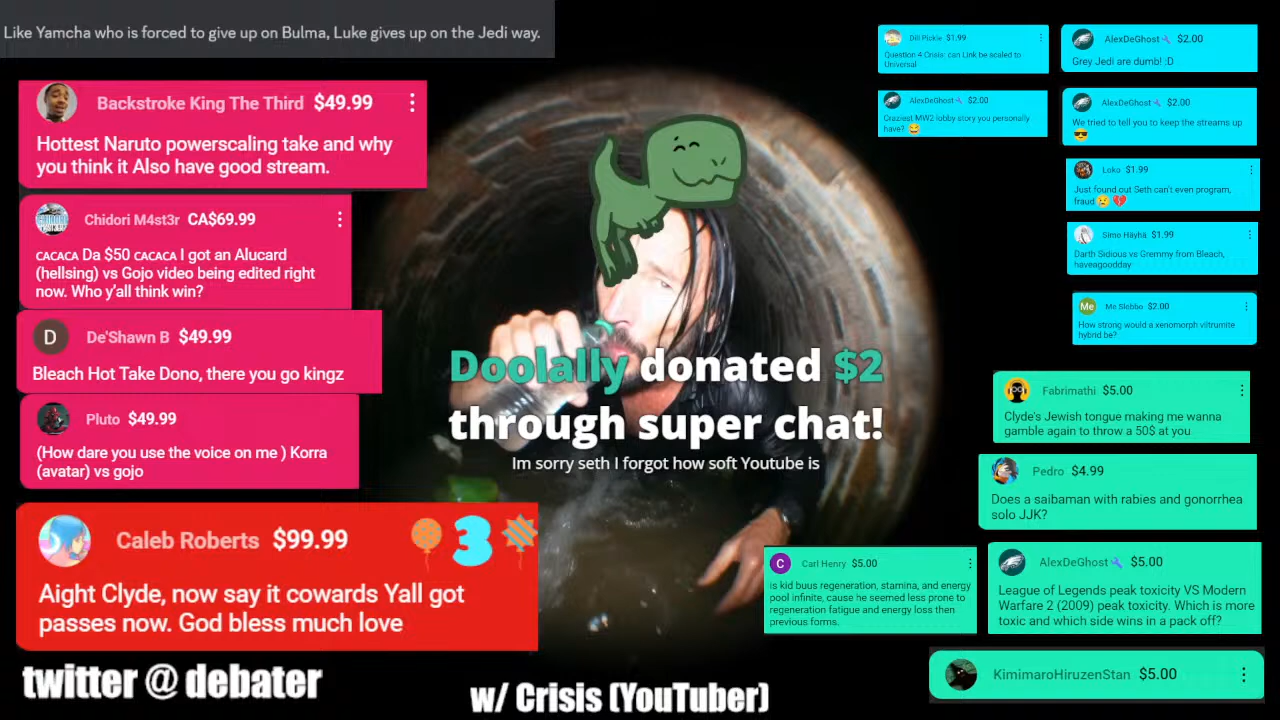 Like Yamcha who is forced to give up on Bulma, Luke gives up on the Jedi way.
Backstroke King The Third $49.99
Hottest Naruto powerscaling take and why
you think it Also have good stream.
Chidori M4st3r CA$69.99
CACACA Da $50 CACACA I got an Alucard
(hellsing) vs Gojo video being edited right
now. Who y'all think win?
D
De'Shawn B $49.99
Bleach Hot Take Dono, there you go kingz
Pluto $49.99
(How dare you use the voice on me ) Korra
(avatar) vs gojo
Caleb Roberts $99.99
3
Aight Clyde, now say it cowards Yall got
passes now. God bless much love
twitter @ debater
Doolally donated $2
through super chat!
Im sorry seth I forgot how soft Youtube is
w/ Crisis (YouTuber)
Dill Pickle $1.99
Question 4 Crisis: can Link be scaled to
Universal
AlexDeGhost $2.00
Grey Jedi are dumb! :D
AlexDeGhost $2.00
Craziest MW2 lobby story you personally
have? 😂
AlexDeGhost $2.00
We tried to tell you to keep the streams up
😎
Loko $1.99
Just found out Seth can't even program,
fraud 😢 💔
Simo Häyhä $1.99
Darth Sidious vs Gremmy from Bleach,
haveagoodday
Me
Me Slebbo $2.00
How strong would a xenomorph viltrumite
hybrid be?
Fabrimathi $5.00
Clyde's Jewish tongue making me wanna
gamble again to throw a 50$ at you
Pedro $4.99
Does a saibaman with rabies and gonorrhea
solo JJK?
C
Carl Henry $5.00
is kid buus regeneration, stamina, and energy
pool infinite, cause he seemed less prone to
regeneration fatigue and energy loss then
previous forms.
AlexDeGhost $5.00
League of Legends peak toxicity VS Modern
Warfare 2 (2009) peak toxicity. Which is more
toxic and which side wins in a pack off?
KimimaroHiruzenStan $5.00